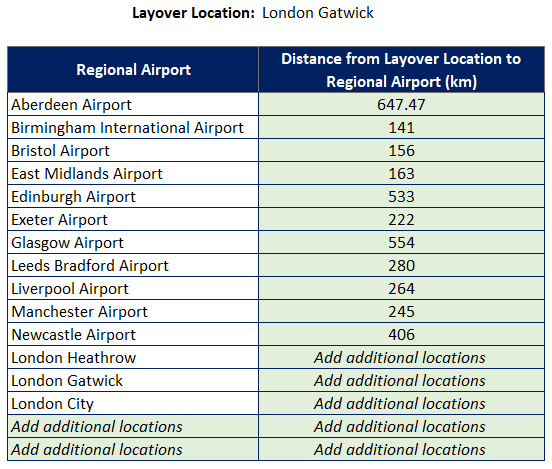 Layover Location: London Gatwick
Regional Airport Distance from Layover Location to
Regional Airport (km)
Aberdeen Airport 647.47
Birmingham International Airport 141
Bristol Airport 156
East Midlands Airport 163
Edinburgh Airport 533
Exeter Airport 222
Glasgow Airport 554
Leeds Bradford Airport 280
Liverpool Airport 264
Manchester Airport 245
Newcastle Airport 406
London Heathrow Add additional locations
London Gatwick Add additional locations
London City Add additional locations
Add additional locations Add additional locations
Add additional locations Add additional locations